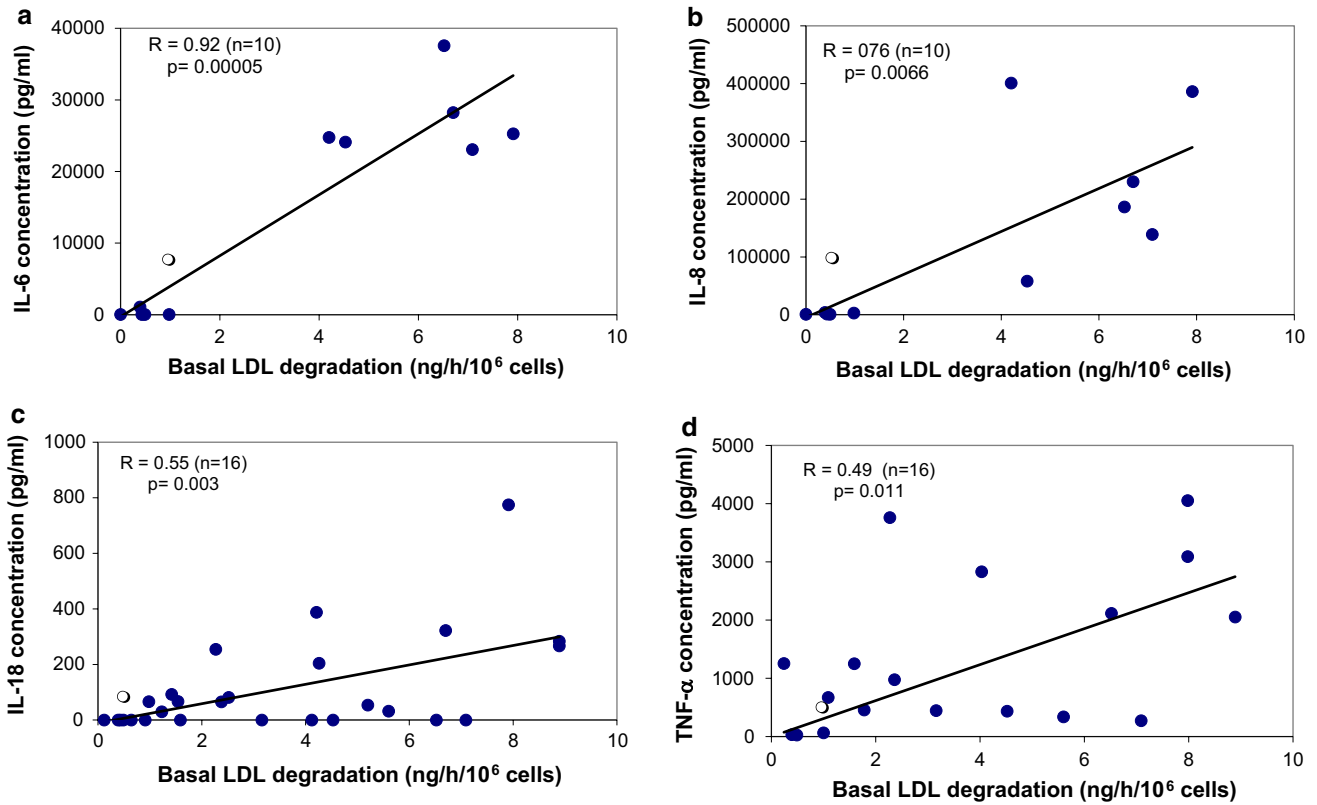 a
40000
30000
20000
10000
0
IL-6 concentration (pg/ml)
R = 0.92 (n=10)
p= 0.00005
0 2 4 6 8 10
Basal LDL degradation (ng/h/10⁶ cells)
b
500000
400000
300000
200000
100000
0
IL-8 concentration (pg/ml)
R = 076 (n=10)
p= 0.0066
0 2 4 6 8 10
Basal LDL degradation (ng/h/10⁶ cells)
c
1000
800
600
400
200
0
IL-18 concentration (pg/ml)
R = 0.55 (n=16)
p= 0.003
0 2 4 6 8 10
Basal LDL degradation (ng/h/10⁶ cells)
d
5000
4000
3000
2000
1000
0
TNF-α concentration (pg/ml)
R = 0.49 (n=16)
p= 0.011
0 2 4 6 8 10
Basal LDL degradation (ng/h/10⁶ cells)